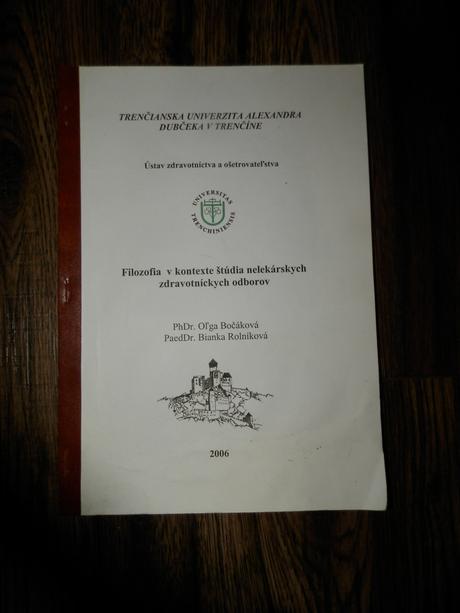 TRENČIANSKA UNIVERZITA ALEXANDRA
DUBČEKA V TRENČÍNE
Ústav zdravotníctva a ošetrovateľstva
UNIVERSITAS
TRENCHINIENSIS
Filozofia v kontexte štúdia nelekárskych
zdravotníckych odborov
PhDr. Oľga Bočáková
PaedDr. Bianka Rolníková
2006